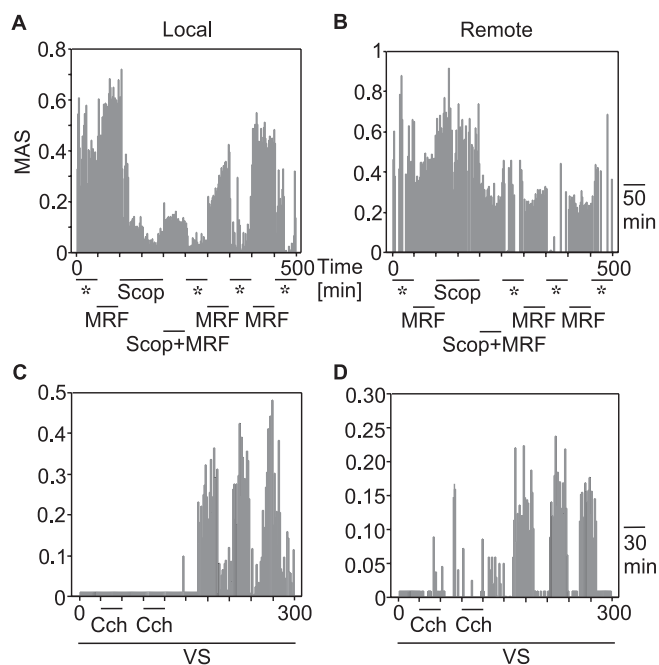 A Local
B Remote
MAS
0.8
0.6
0.4
0.2
0
0 Time 500
[min]
* Scop * * *
MRF MRF MRF
Scop+MRF
1
0.8
0.6
0.4
0.2
0
0 500
* Scop * * *
MRF MRF MRF
Scop+MRF
50
min
C
0.5
0.4
0.3
0.2
0.1
0
0 300
Cch Cch
VS
D
0.30
0.25
0.20
0.15
0.10
0.05
0
0 300
Cch Cch
VS
30
min